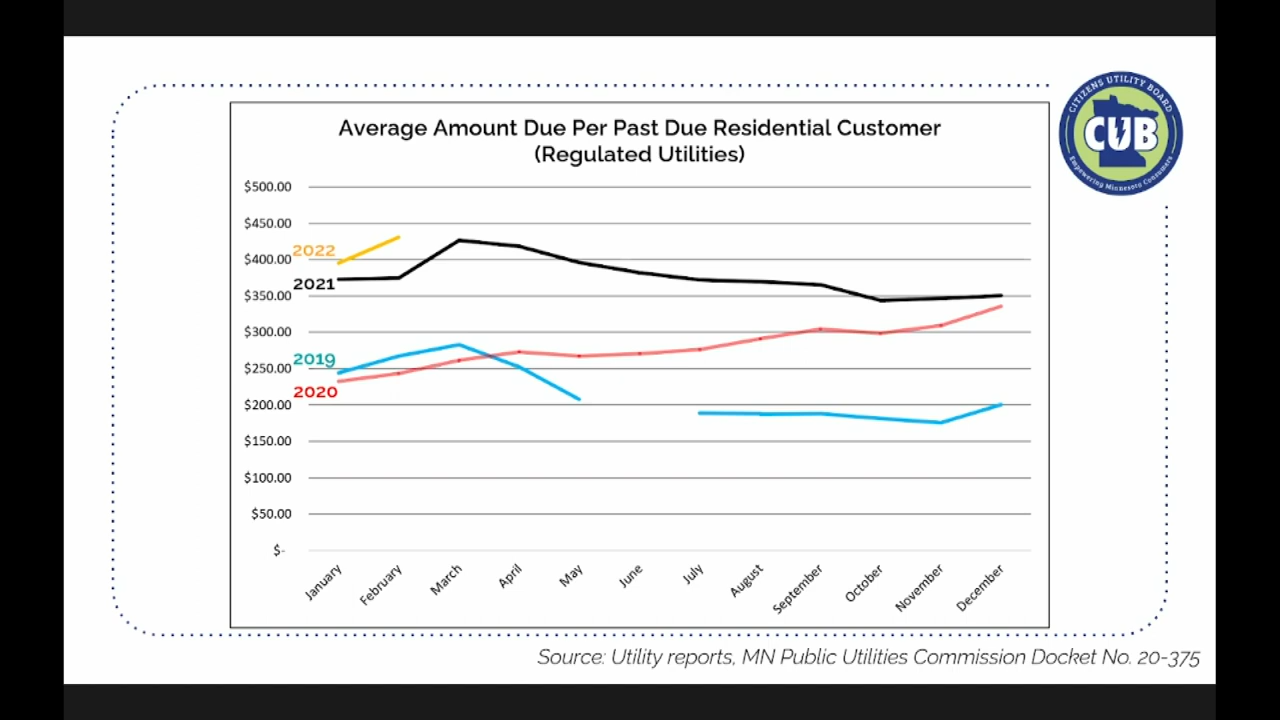 Average Amount Due Per Past Due Residential Customer
(Regulated Utilities)
CITIZENS UTILITY BOARD
CUB
Empowering Minnesota Consumers
$500.00
$450.00
$400.00
$350.00
$300.00
$250.00
$200.00
$150.00
$100.00
$50.00
$-
2022
2021
2019
2020
January
February
March
April
May
June
July
August
September
October
November
December
Source: Utility reports, MN Public Utilities Commission Docket No. 20-375